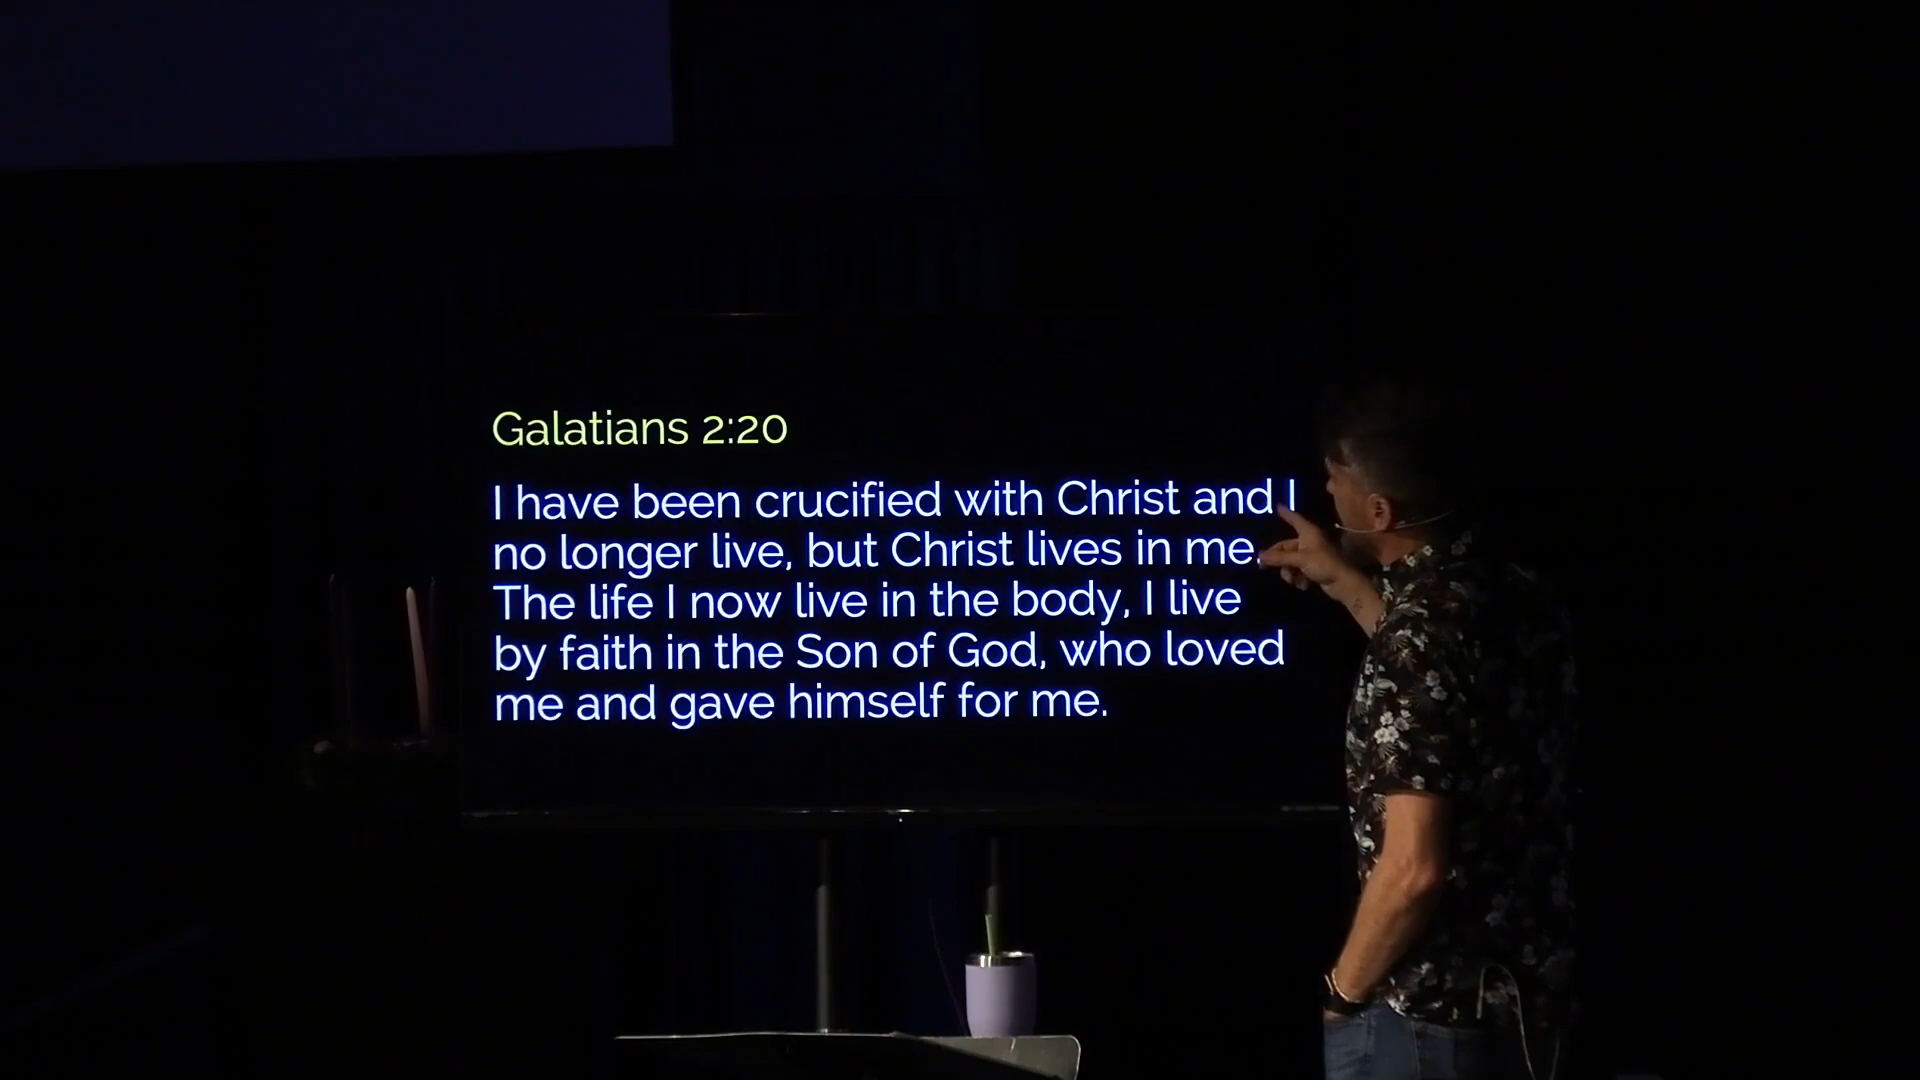 Galatians 2:20
I have been crucified with Christ and I
no longer live, but Christ lives in me.
The life I now live in the body, I live
by faith in the Son of God, who loved
me and gave himself for me.